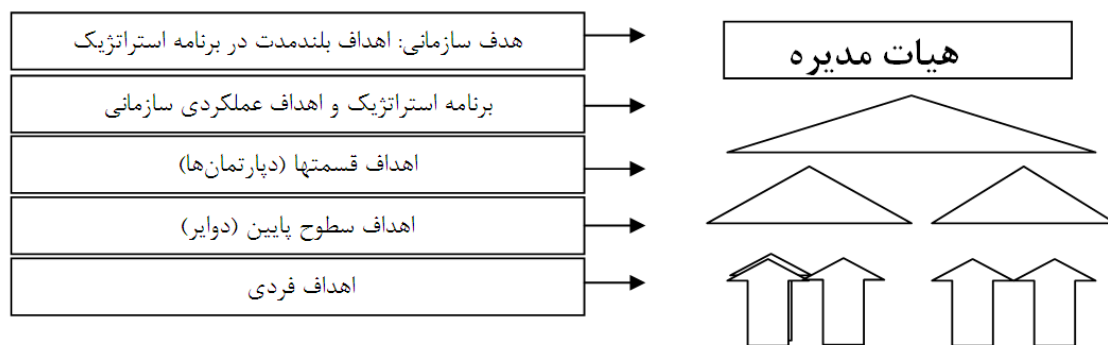 هدف سازمانی: اهداف بلندمدت در برنامه استراتژیک
هیات مدیره
برنامه استراتژیک و اهداف عملکردی سازمانی
اهداف قسمتها (دپارتمان‌ها)
اهداف سطوح پایین (دوایر)
اهداف فردی